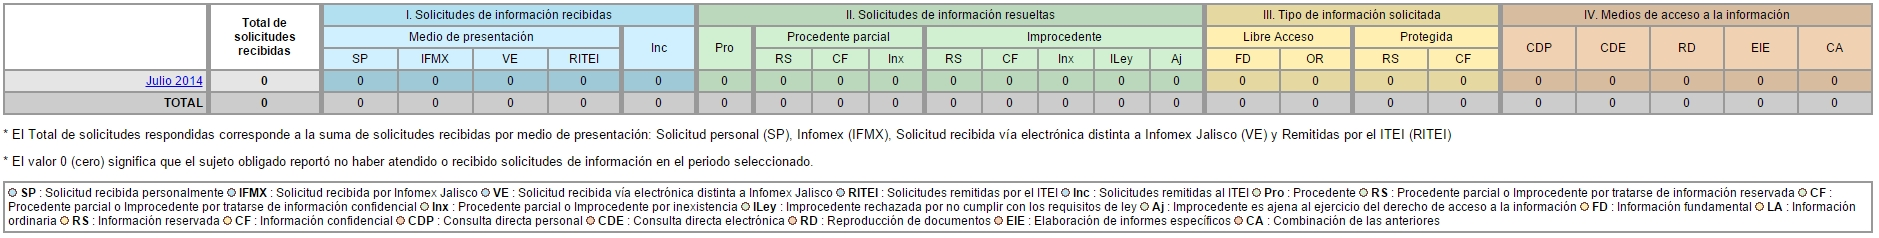 Total de solicitudes recibidas
I. Solicitudes de información recibidas
II. Solicitudes de información resueltas
III. Tipo de información solicitada
IV. Medios de acceso a la información
Medio de presentación
Inc
Pro
Procedente parcial
Improcedente
Libre Acceso
Protegida
CDP
CDE
RD
EIE
CA
SP
IFMX
VE
RITEI
RS
CF
Inx
RS
CF
Inx
ILey
Aj
FD
OR
RS
CF
Julio 2014 0 0 0 0 0 0 0 0 0 0 0 0 0 0 0 0 0 0 0 0 0 0 0 0
TOTAL 0 0 0 0 0 0 0 0 0 0 0 0 0 0 0 0 0 0 0 0 0 0 0 0
* El Total de solicitudes respondidas corresponde a la suma de solicitudes recibidas por medio de presentación: Solicitud personal (SP), Infomex (IFMX), Solicitud recibida vía electrónica distinta a Infomex Jalisco (VE) y Remitidas por el ITEI (RITEI)
* El valor 0 (cero) significa que el sujeto obligado reportó no haber atendido o recibido solicitudes de información en el periodo seleccionado.
SP : Solicitud recibida personalmente IFMX : Solicitud recibida por Infomex Jalisco VE : Solicitud recibida vía electrónica distinta a Infomex Jalisco RITEI : Solicitudes remitidas por el ITEI Inc : Solicitudes remitidas al ITEI Pro : Procedente RS : Procedente parcial o Improcedente por tratarse de información reservada CF :
Procedente parcial o Improcedente por tratarse de información confidencial Inx : Procedente parcial o Improcedente por inexistencia ILey : Improcedente rechazada por no cumplir con los requisitos de ley Aj : Improcedente es ajena al ejercicio del derecho de acceso a la información FD : Información fundamental LA : Información
ordinaria RS : Información reservada CF : Información confidencial CDP : Consulta directa personal CDE : Consulta directa electrónica RD : Reproducción de documentos EIE : Elaboración de informes específicos CA : Combinación de las anteriores